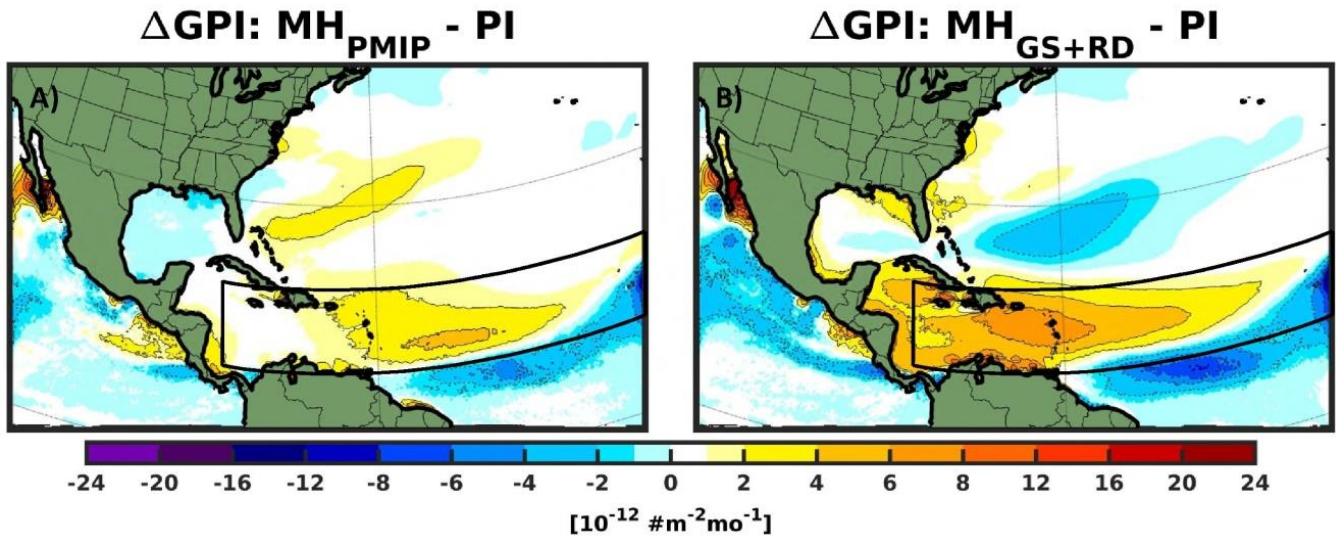 ΔGPI: MH_PMIP - PI
ΔGPI: MH_GS+RD - PI
A)
B)
-24 -20 -16 -12 -8 -6 -4 -2 0 2 4 6 8 12 16 20 24
[10^-12 #m^-2mo^-1]